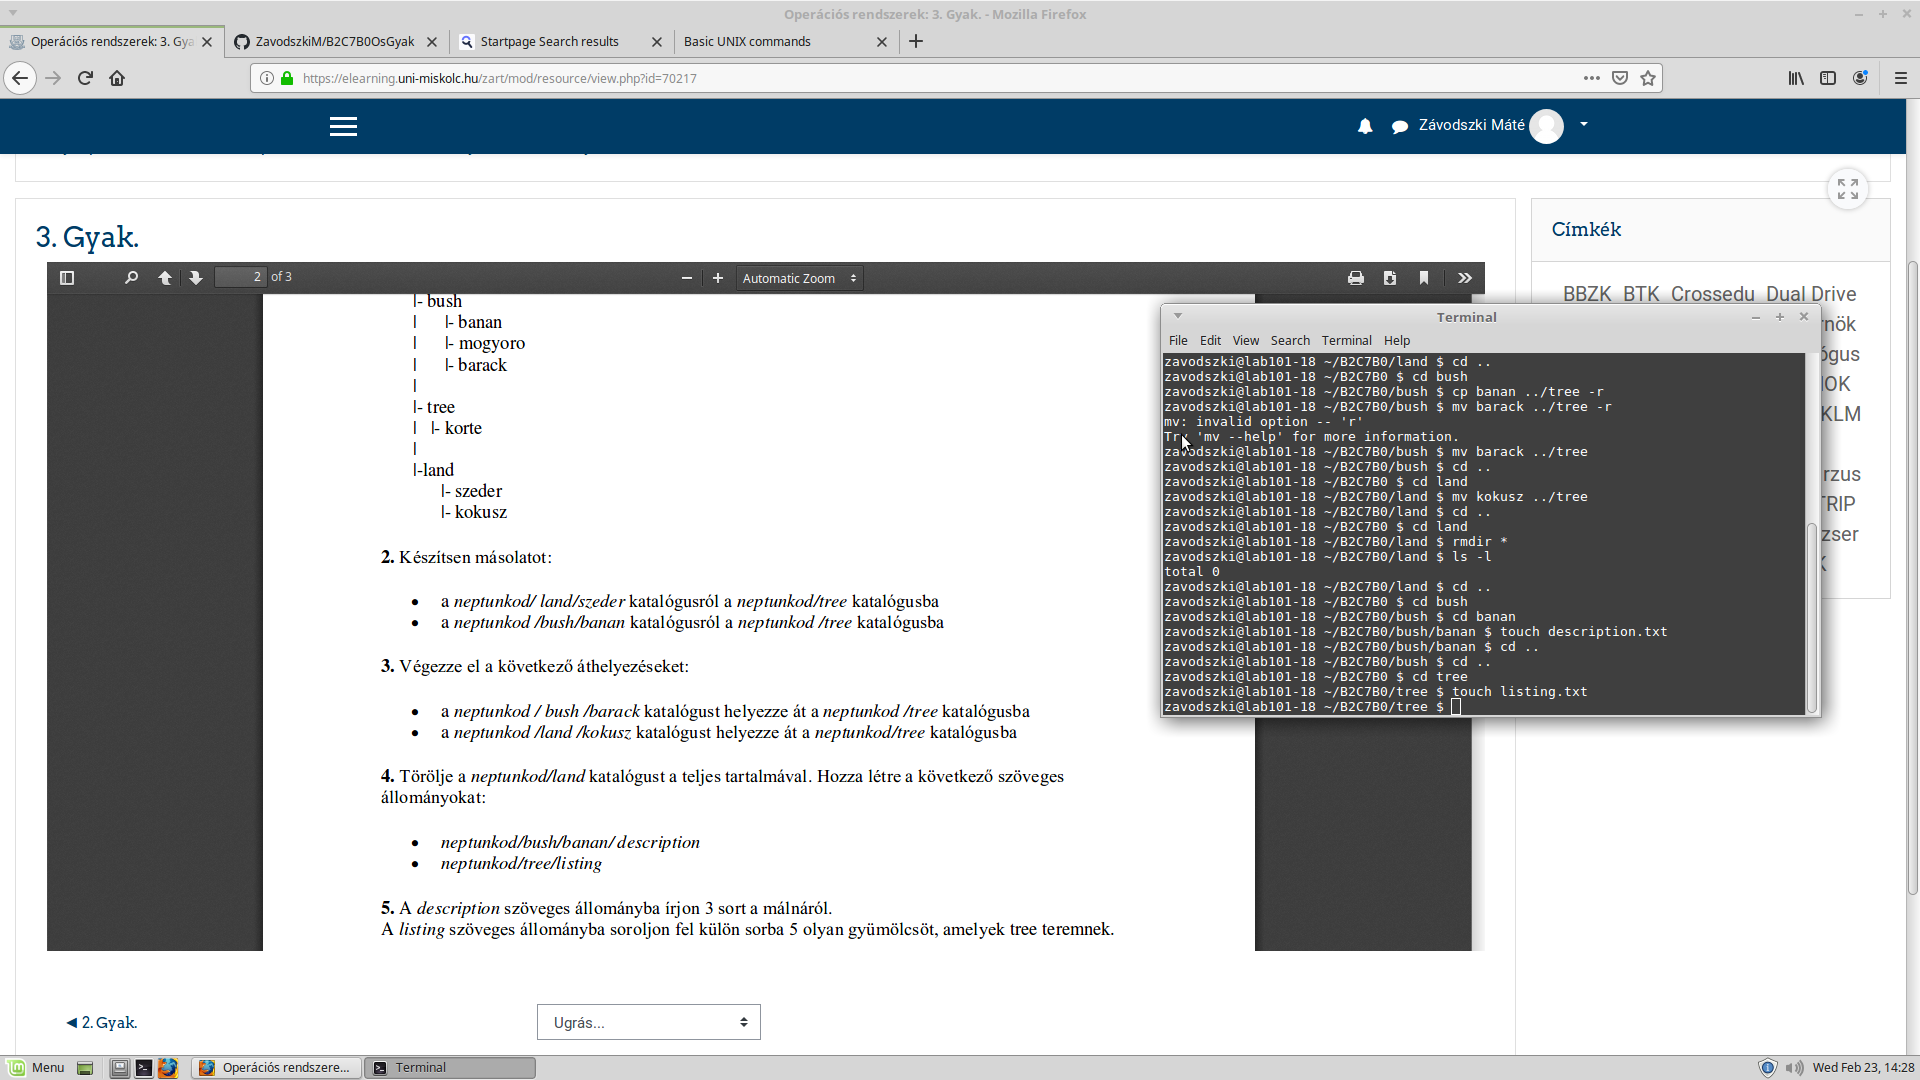 Operációs rendszerek: 3. Gyak. - Mozilla Firefox
Operációs rendszerek: 3. Gya
ZavodszkiM/B2C7B0OsGyak
Startpage Search results
Basic UNIX commands
https://elearning.uni-miskolc.hu/zart/mod/resource/view.php?id=70217
Závodszki Máté
3. Gyak.
2 of 3
Automatic Zoom
|- bush
| |- banan
| |- mogyoro
| |- barack
|
|- tree
| |- korte
|
|-land
|- szeder
|- kokusz
2. Készítsen másolatot:
• a neptunkod/ land/szeder katalógusról a neptunkod/tree katalógusba
• a neptunkod /bush/banan katalógusról a neptunkod /tree katalógusba
3. Végezze el a következő áthelyezéseket:
• a neptunkod / bush /barack katalógust helyezze át a neptunkod /tree katalógusba
• a neptunkod /land /kokusz katalógust helyezze át a neptunkod/tree katalógusba
4. Törölje a neptunkod/land katalógust a teljes tartalmával. Hozza létre a következő szöveges
állományokat:
• neptunkod/bush/banan/ description
• neptunkod/tree/listing
5. A description szöveges állományba írjon 3 sort a málnáról.
A listing szöveges állományba soroljon fel külön sorba 5 olyan gyümölcsöt, amelyek tree teremnek.
Címkék
BBZK BTK Crossedu Dual Drive
nök
ógus
OK
KLM
rzus
TRIP
zser
K
Terminal
File Edit View Search Terminal Help
zavodszki@lab101-18 ~/B2C7B0/land $ cd ..
zavodszki@lab101-18 ~/B2C7B0 $ cd bush
zavodszki@lab101-18 ~/B2C7B0/bush $ cp banan ../tree -r
zavodszki@lab101-18 ~/B2C7B0/bush $ mv barack ../tree -r
mv: invalid option -- 'r'
Try 'mv --help' for more information.
zavodszki@lab101-18 ~/B2C7B0/bush $ mv barack ../tree
zavodszki@lab101-18 ~/B2C7B0/bush $ cd ..
zavodszki@lab101-18 ~/B2C7B0 $ cd land
zavodszki@lab101-18 ~/B2C7B0/land $ mv kokusz ../tree
zavodszki@lab101-18 ~/B2C7B0/land $ cd ..
zavodszki@lab101-18 ~/B2C7B0 $ cd land
zavodszki@lab101-18 ~/B2C7B0/land $ rmdir *
zavodszki@lab101-18 ~/B2C7B0/land $ ls -l
total 0
zavodszki@lab101-18 ~/B2C7B0/land $ cd ..
zavodszki@lab101-18 ~/B2C7B0 $ cd bush
zavodszki@lab101-18 ~/B2C7B0/bush $ cd banan
zavodszki@lab101-18 ~/B2C7B0/bush/banan $ touch description.txt
zavodszki@lab101-18 ~/B2C7B0/bush/banan $ cd ..
zavodszki@lab101-18 ~/B2C7B0/bush $ cd ..
zavodszki@lab101-18 ~/B2C7B0 $ cd tree
zavodszki@lab101-18 ~/B2C7B0/tree $ touch listing.txt
zavodszki@lab101-18 ~/B2C7B0/tree $
◀ 2. Gyak.
Ugrás...
Menu
Operációs rendszere...
Terminal
Wed Feb 23, 14:28